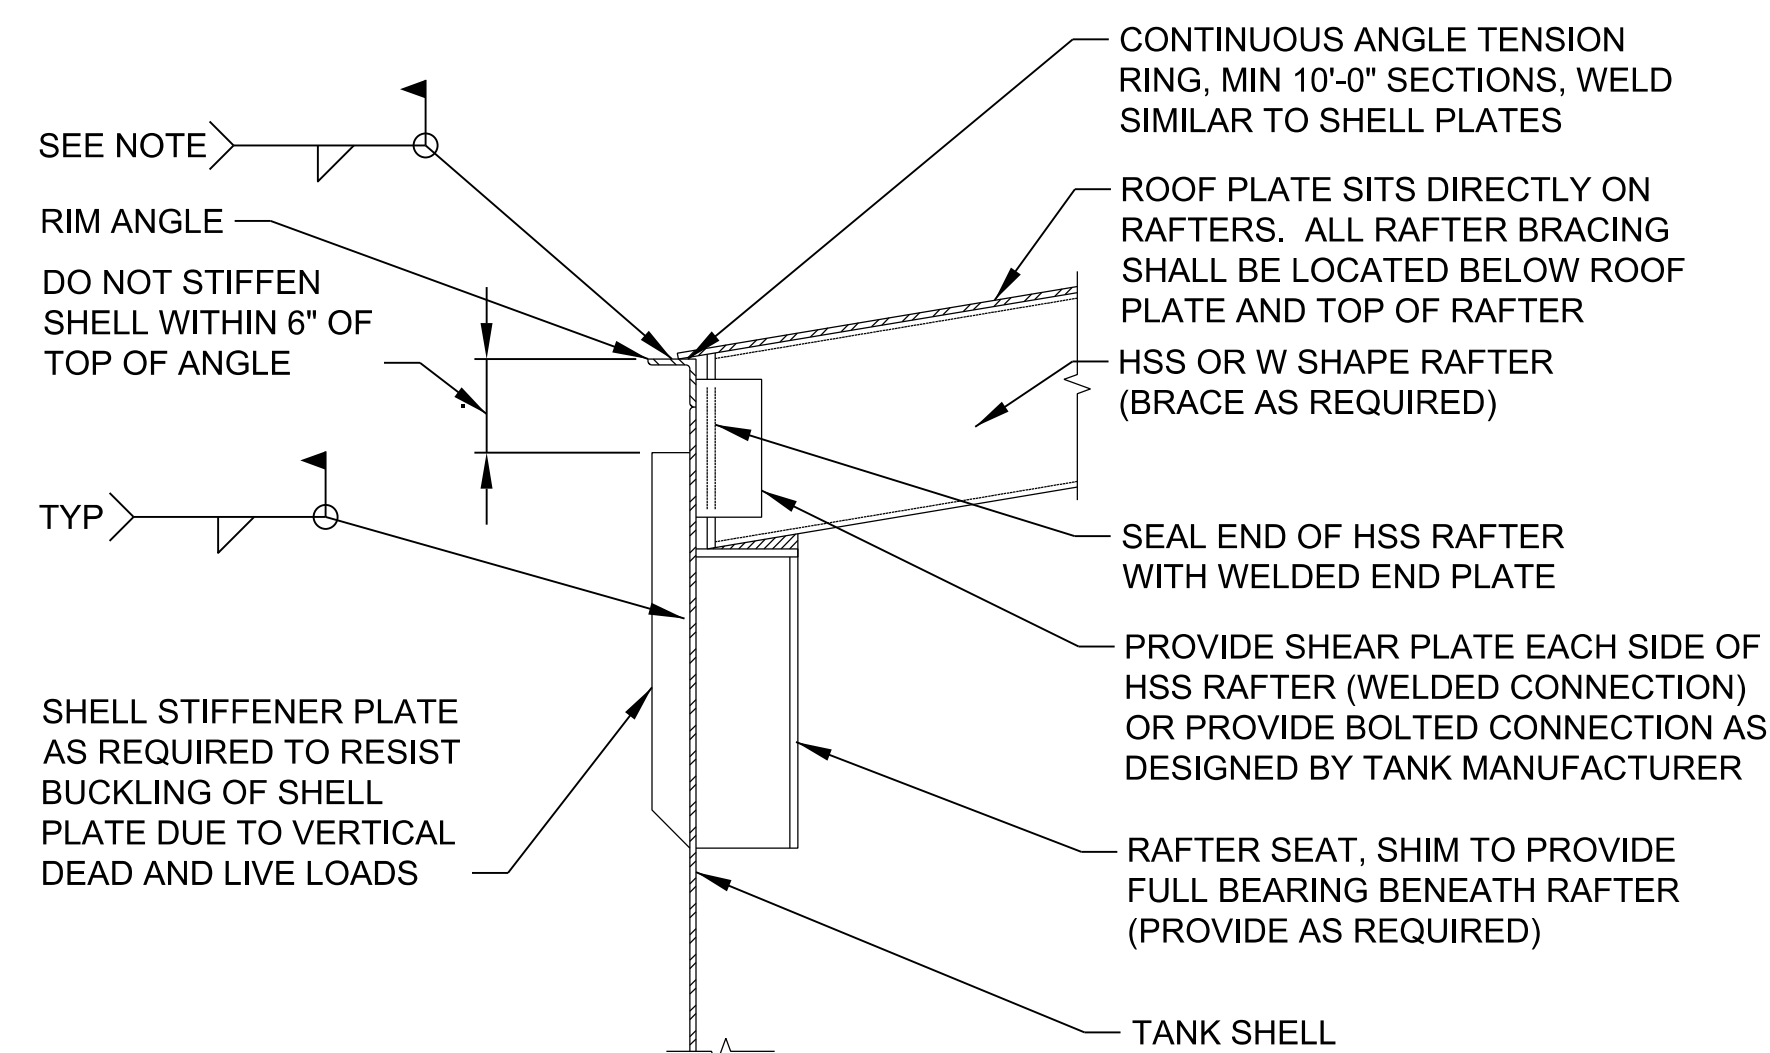 SEE NOTE
RIM ANGLE
DO NOT STIFFEN
SHELL WITHIN 6" OF
TOP OF ANGLE
TYP
SHELL STIFFENER PLATE
AS REQUIRED TO RESIST
BUCKLING OF SHELL
PLATE DUE TO VERTICAL
DEAD AND LIVE LOADS
CONTINUOUS ANGLE TENSION
RING, MIN 10'-0" SECTIONS, WELD
SIMILAR TO SHELL PLATES
ROOF PLATE SITS DIRECTLY ON
RAFTERS. ALL RAFTER BRACING
SHALL BE LOCATED BELOW ROOF
PLATE AND TOP OF RAFTER
HSS OR W SHAPE RAFTER
(BRACE AS REQUIRED)
SEAL END OF HSS RAFTER
WITH WELDED END PLATE
PROVIDE SHEAR PLATE EACH SIDE OF
HSS RAFTER (WELDED CONNECTION)
OR PROVIDE BOLTED CONNECTION AS
DESIGNED BY TANK MANUFACTURER
RAFTER SEAT, SHIM TO PROVIDE
FULL BEARING BENEATH RAFTER
(PROVIDE AS REQUIRED)
TANK SHELL